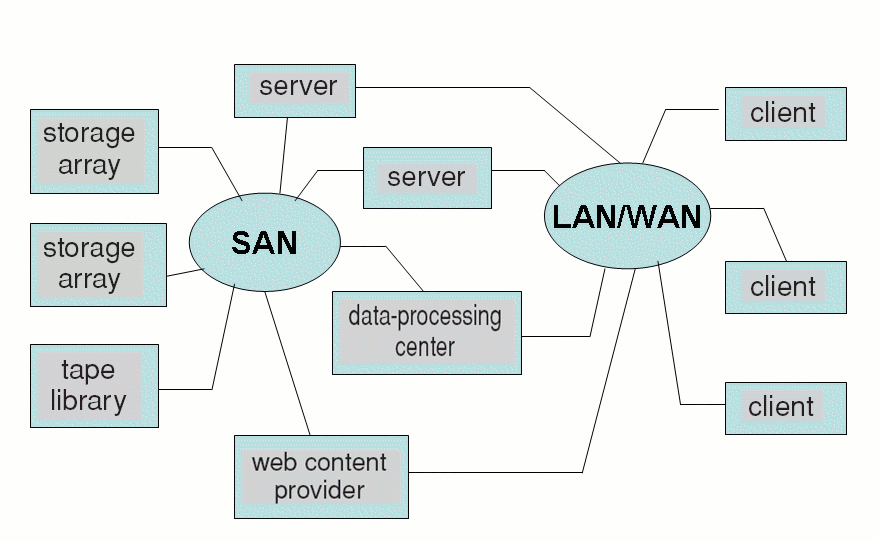 server
storage
array
client
server
SAN
LAN/WAN
storage
array
client
data-processing
center
tape
library
client
web content
provider